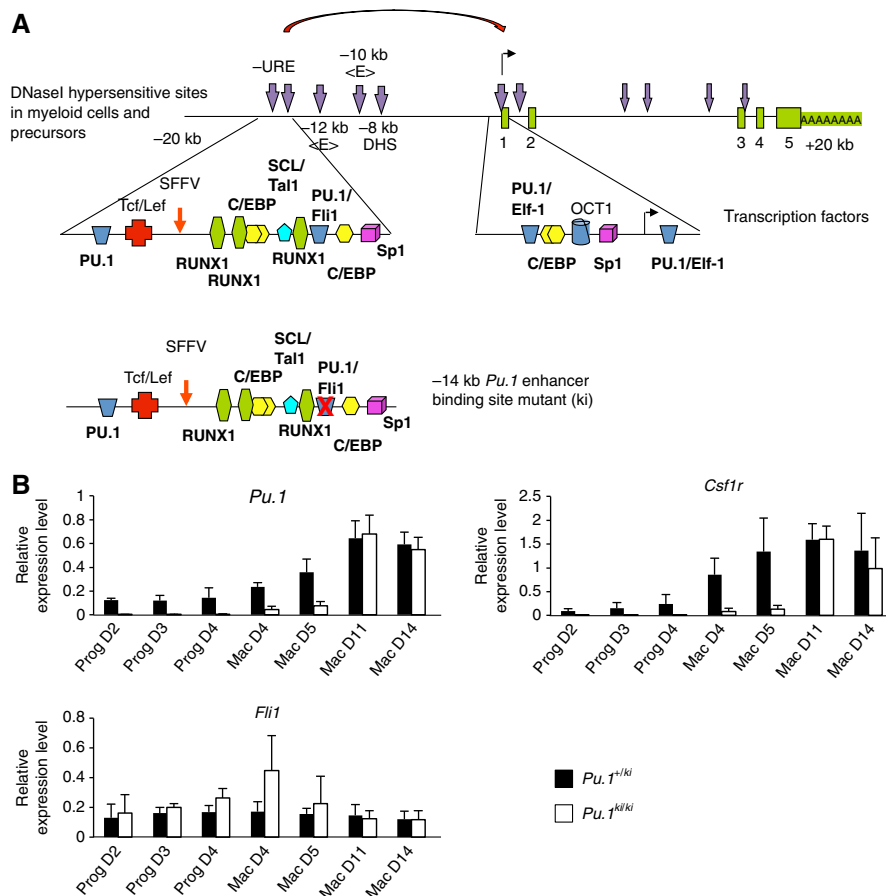 A
–10 kb
–URE
<E>
DNaseI hypersensitive sites
in myeloid cells and
precursors
AAAAAAAA
–20 kb
–12 kb
<E>
–8 kb
DHS
1
2
3
4
5
+20 kb
SFFV
Tcf/Lef
C/EBP
SCL/
Tal1
PU.1/
Fli1
PU.1
RUNX1
RUNX1
RUNX1
C/EBP
Sp1
PU.1/
Elf-1
OCT1
C/EBP
Sp1
PU.1/Elf-1
Transcription factors
SFFV
Tcf/Lef
C/EBP
SCL/
Tal1
PU.1/
Fli1
X
PU.1
RUNX1
RUNX1
C/EBP
Sp1
–14 kb Pu.1 enhancer
binding site mutant (ki)
B
Pu.1
Relative
expression level
1
0.8
0.6
0.4
0.2
0
Prog D2
Prog D3
Prog D4
Mac D4
Mac D5
Mac D11
Mac D14
Csf1r
Relative
expression level
2.5
2
1.5
1
0.5
0
Prog D2
Prog D3
Prog D4
Mac D4
Mac D5
Mac D11
Mac D14
Fli1
Relative
expression level
0.8
0.6
0.4
0.2
0
Prog D2
Prog D3
Prog D4
Mac D4
Mac D5
Mac D11
Mac D14
Pu.1+/ki
Pu.1ki/ki